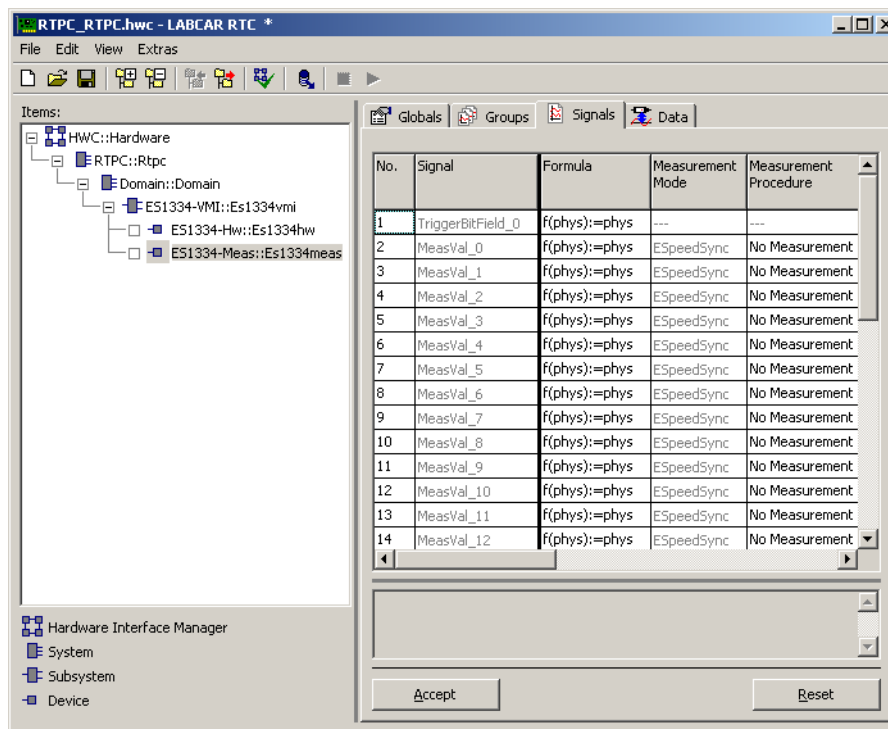 RTPC_RTPC.hwc - LABCAR RTC *
File Edit View Extras
Items:
HWC::Hardware
RTPC::Rtpc
Domain::Domain
ES1334-VMI::Es1334vmi
ES1334-Hw::Es1334hw
ES1334-Meas::Es1334meas
Hardware Interface Manager
System
Subsystem
Device
Globals Groups Signals Data
No. Signal Formula Measurement Mode Measurement Procedure
1 TriggerBitField_0 f(phys):=phys --- ---
2 MeasVal_0 f(phys):=phys ESpeedSync No Measurement
3 MeasVal_1 f(phys):=phys ESpeedSync No Measurement
4 MeasVal_2 f(phys):=phys ESpeedSync No Measurement
5 MeasVal_3 f(phys):=phys ESpeedSync No Measurement
6 MeasVal_4 f(phys):=phys ESpeedSync No Measurement
7 MeasVal_5 f(phys):=phys ESpeedSync No Measurement
8 MeasVal_6 f(phys):=phys ESpeedSync No Measurement
9 MeasVal_7 f(phys):=phys ESpeedSync No Measurement
10 MeasVal_8 f(phys):=phys ESpeedSync No Measurement
11 MeasVal_9 f(phys):=phys ESpeedSync No Measurement
12 MeasVal_10 f(phys):=phys ESpeedSync No Measurement
13 MeasVal_11 f(phys):=phys ESpeedSync No Measurement
14 MeasVal_12 f(phys):=phys ESpeedSync No Measurement
Accept Reset